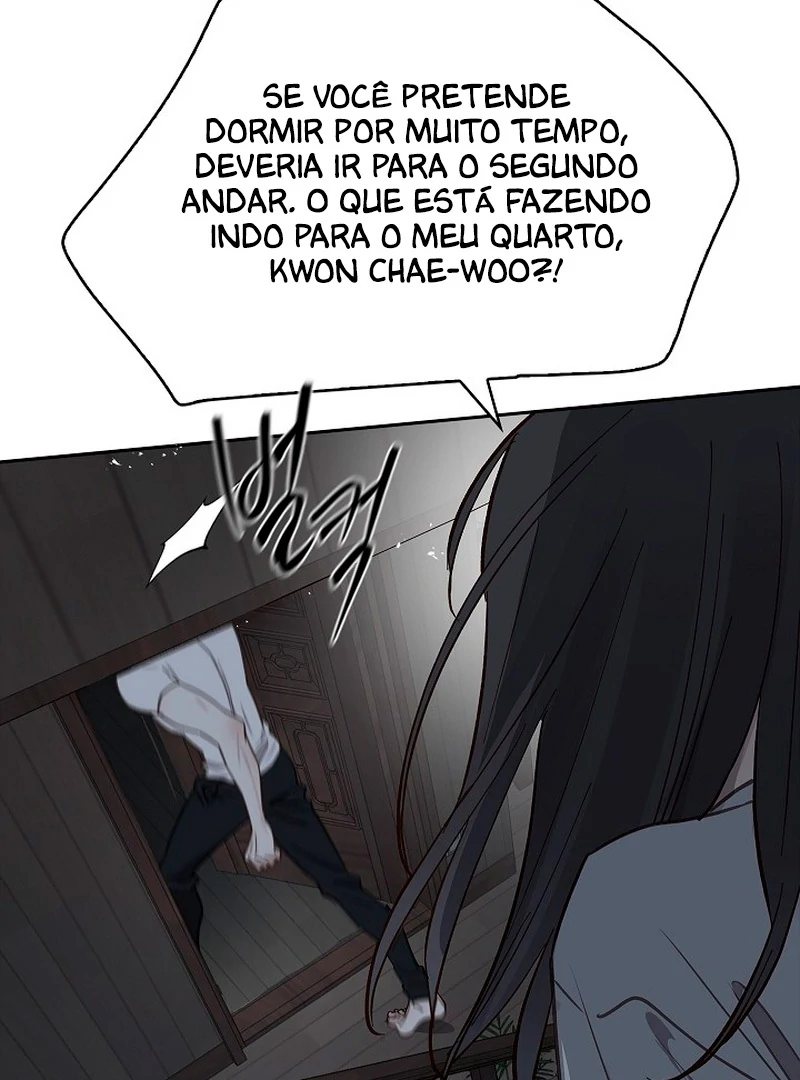 SE VOCÊ PRETENDE
DORMIR POR MUITO TEMPO,
DEVERIA IR PARA O SEGUNDO
ANDAR. O QUE ESTÁ FAZENDO
INDO PARA O MEU QUARTO,
KWON CHAE-WOO?!
벌컥